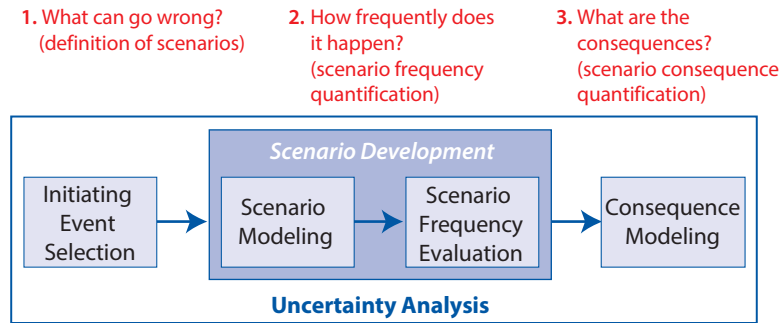 1. What can go wrong?
(definition of scenarios)
2. How frequently does
it happen?
(scenario frequency
quantification)
3. What are the
consequences?
(scenario consequence
quantification)
Scenario Development
Initiating
Event
Selection
Scenario
Modeling
Scenario
Frequency
Evaluation
Consequence
Modeling
Uncertainty Analysis